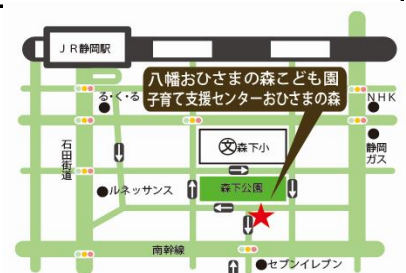 JR静岡駅
八幡おひさまの森こども園
子育て支援センターおひさまの森
る・く・る
NHK
石田街道
文森下小
静岡
ガス
ルネッサンス
森下公園
南幹線
セブンイレブン